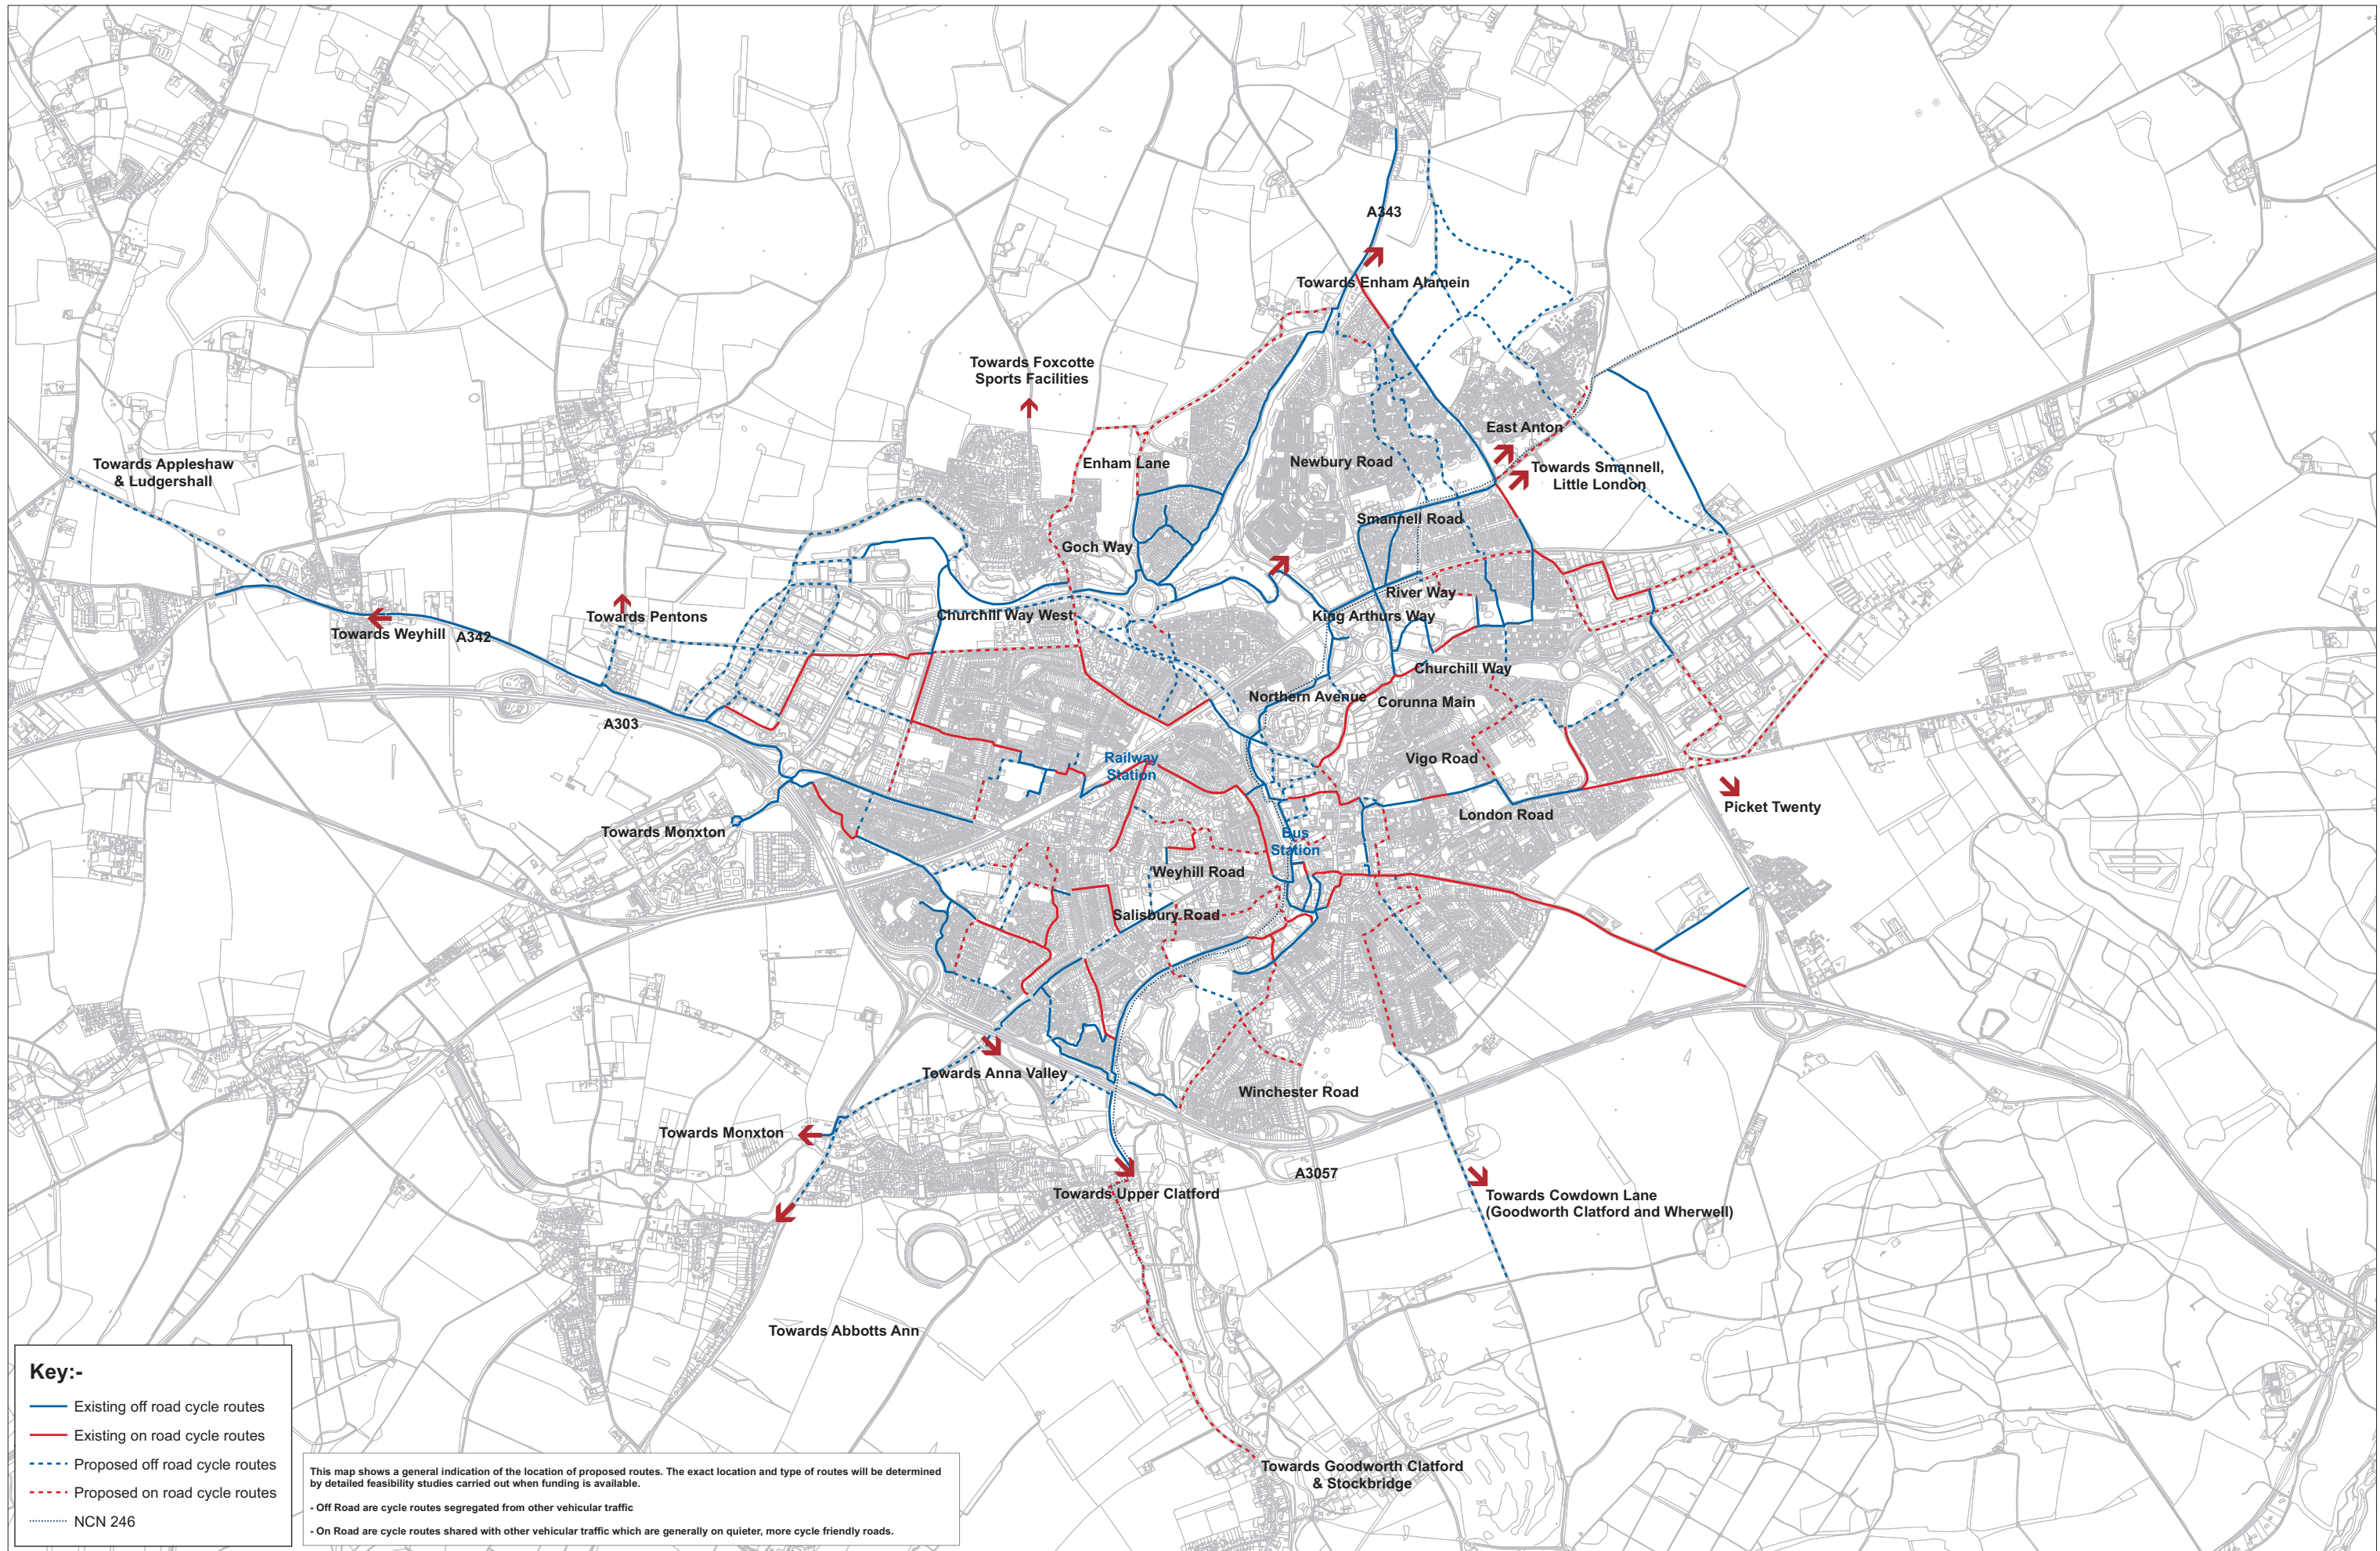 A343
Towards Enham Alamein
Towards Foxcotte
Sports Facilities
East Anton
Towards Appleshaw
& Ludgershall
Enham Lane
Newbury Road
Towards Smannell,
Little London
Smannell Road
Goch Way
River Way
Towards Pentons
Churchill Way West
King Arthurs Way
Towards Weyhill
A342
Churchill Way
Northern Avenue
Corunna Main
A303
Railway
Station
Vigo Road
Picket Twenty
London Road
Towards Monxton
Bus
Station
Weyhill Road
Salisbury Road
Towards Anna Valley
Winchester Road
Towards Monxton
A3057
Towards Upper Clatford
Towards Cowdown Lane
(Goodworth Clatford and Wherwell)
Towards Abbotts Ann
Towards Goodworth Clatford
& Stockbridge
Key:-
Existing off road cycle routes
Existing on road cycle routes
Proposed off road cycle routes
Proposed on road cycle routes
NCN 246
This map shows a general indication of the location of proposed routes. The exact location and type of routes will be determined
by detailed feasibility studies carried out when funding is available.
- Off Road are cycle routes segregated from other vehicular traffic
- On Road are cycle routes shared with other vehicular traffic which are generally on quieter, more cycle friendly roads.